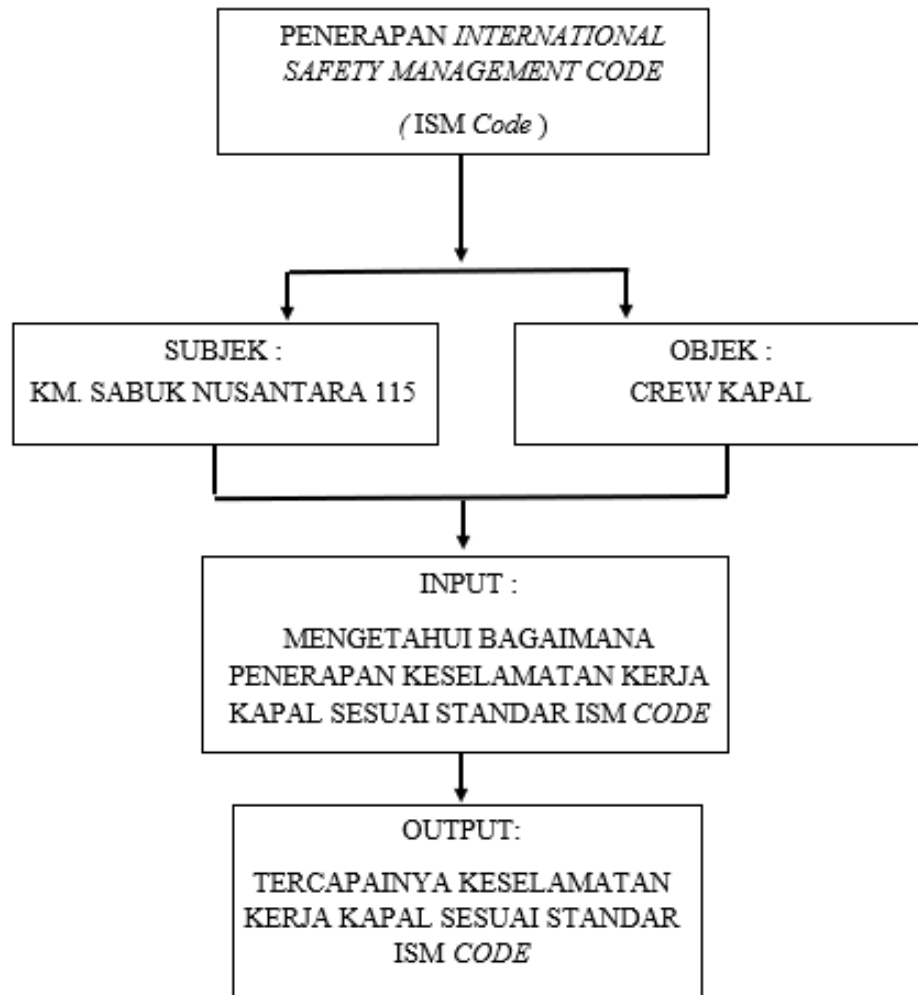 PENERAPAN INTERNATIONAL
SAFETY MANAGEMENT CODE
( ISM Code )
SUBJEK :
KM. SABUK NUSANTARA 115
OBJEK :
CREW KAPAL
INPUT :
MENGETAHUI BAGAIMANA
PENERAPAN KESELAMATAN KERJA
KAPAL SESUAI STANDAR ISM CODE
OUTPUT:
TERCAPAINYA KESELAMATAN
KERJA KAPAL SESUAI STANDAR
ISM CODE